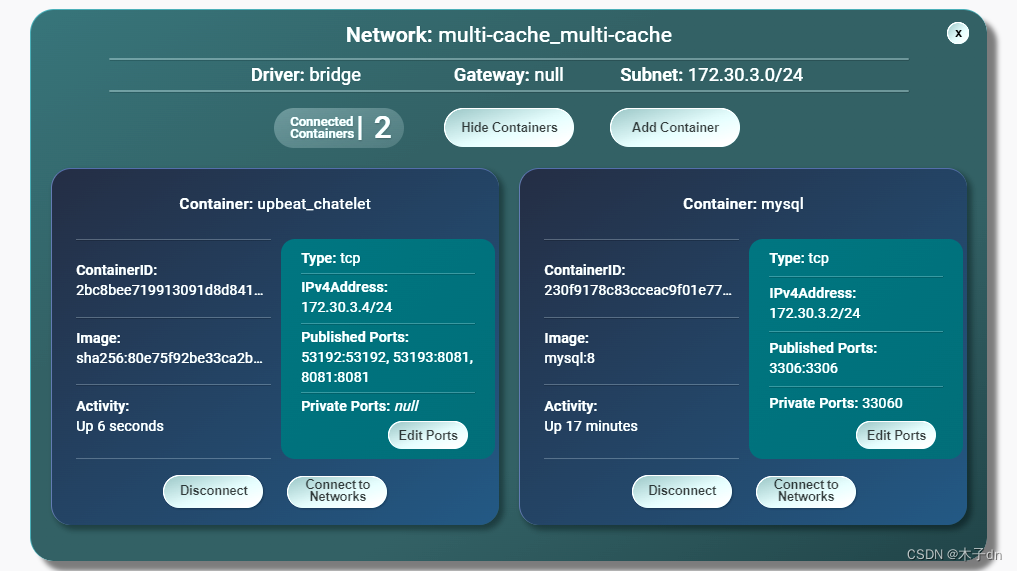 Network: multi-cache_multi-cache
x
Driver: bridge Gateway: null Subnet: 172.30.3.0/24
Connected
Containers 2
Hide Containers
Add Container
Container: upbeat_chatelet
ContainerID:
2bc8bee719913091d8d841...
Image:
sha256:80e75f92be33ca2b...
Activity:
Up 6 seconds
Type: tcp
IPv4Address:
172.30.3.4/24
Published Ports:
53192:53192, 53193:8081,
8081:8081
Private Ports: null
Edit Ports
Disconnect
Connect to
Networks
Container: mysql
ContainerID:
230f9178c83cceac9f01e77...
Image:
mysql:8
Activity:
Up 17 minutes
Type: tcp
IPv4Address:
172.30.3.2/24
Published Ports:
3306:3306
Private Ports: 33060
Edit Ports
Disconnect
Connect to
Networks
CSDN @木子dn